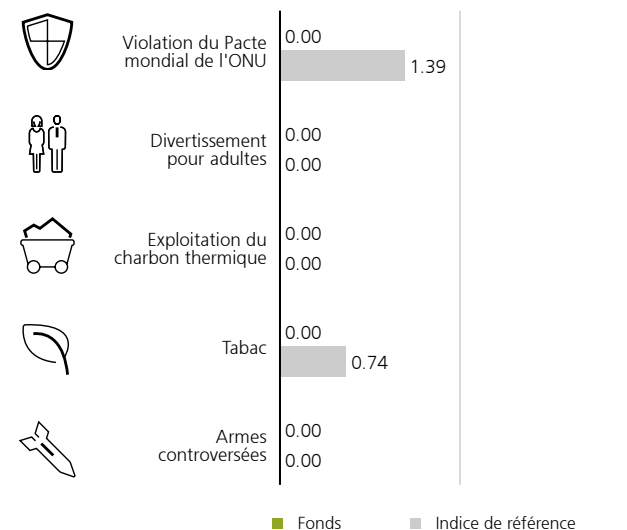 0.00
Violation du Pacte
mondial de l'ONU
1.39
0.00
Divertissement
pour adultes
0.00
0.00
Exploitation du
charbon thermique
0.00
0.00
Tabac
0.74
0.00
Armes
controversées
0.00
Fonds Indice de référence